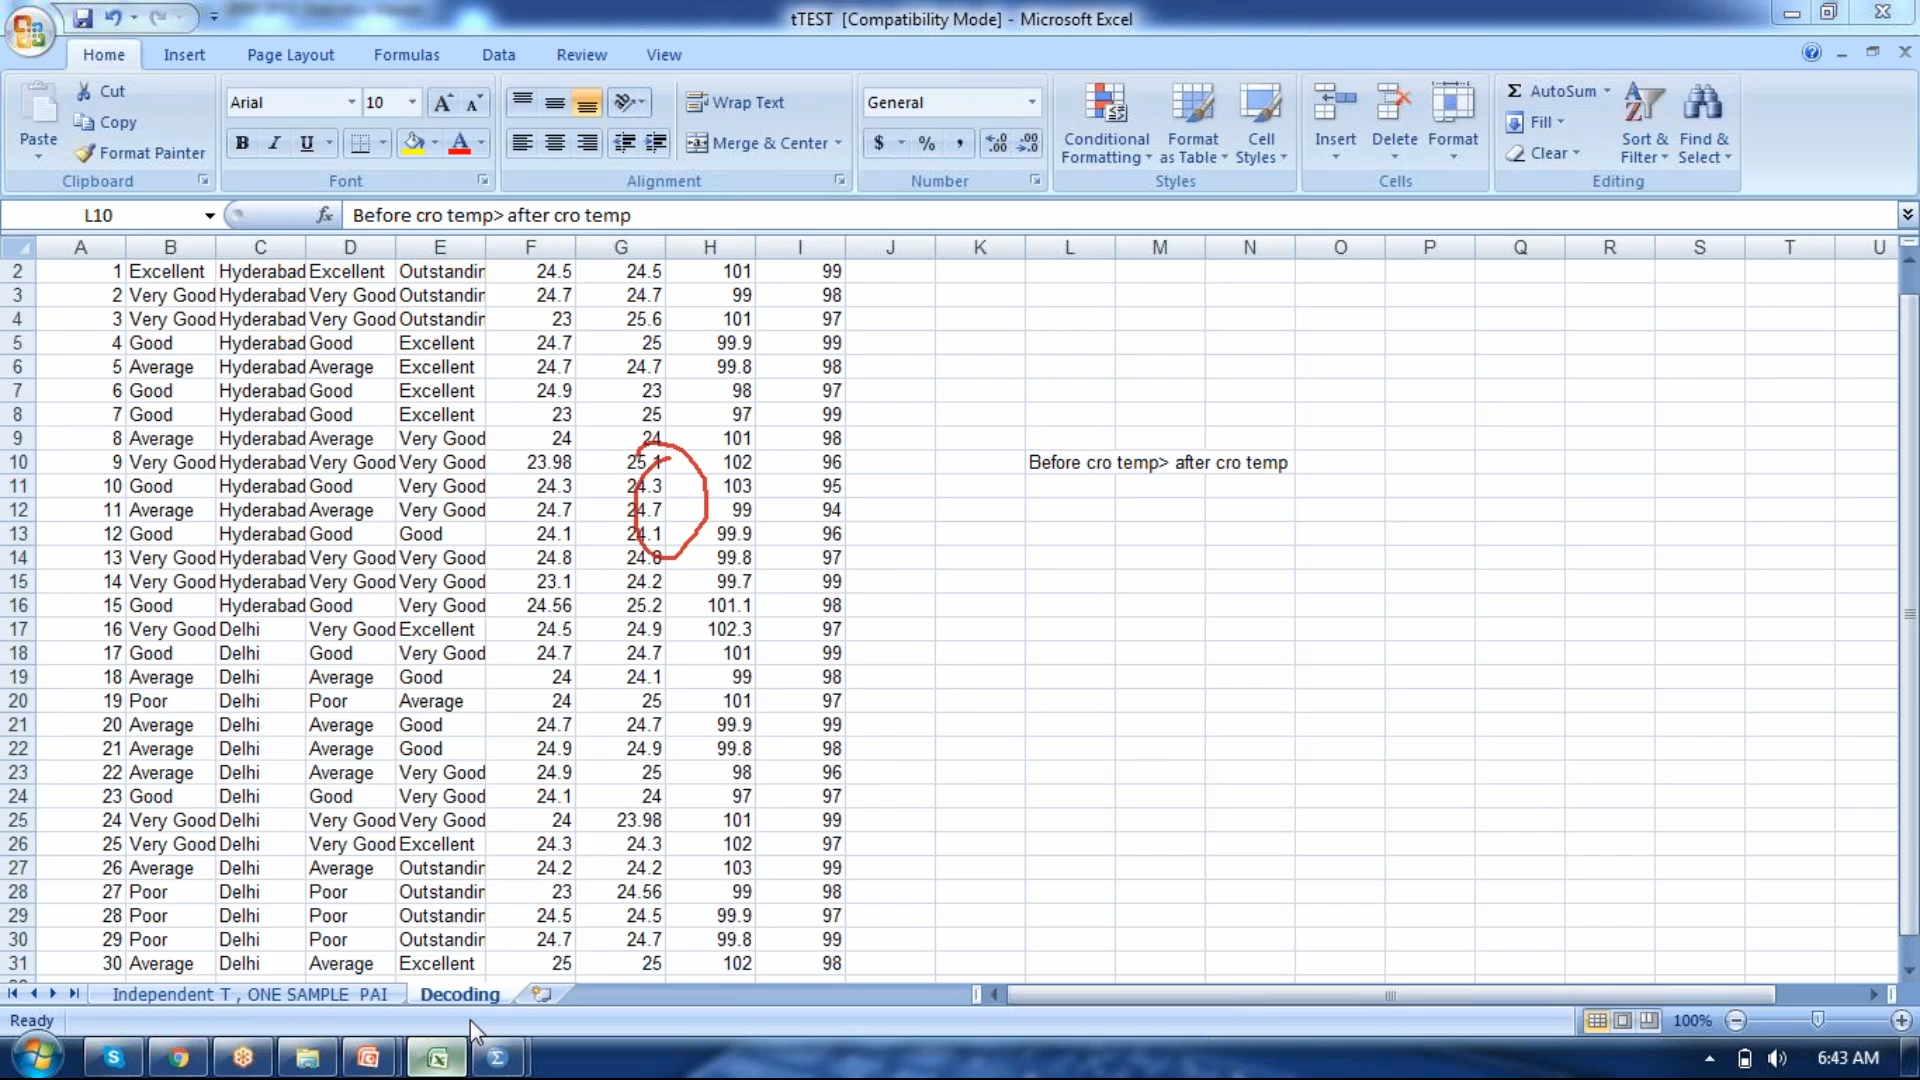 tTEST [Compatibility Mode] - Microsoft Excel
Home Insert Page Layout Formulas Data Review View
Paste Cut Copy Format Painter Clipboard
Arial 10 A A B I U A Font
Wrap Text Merge & Center Alignment
General $ % , .0 .00 .00 .0 Number
Conditional Formatting Format as Table Cell Styles Styles
Insert Delete Format Cells
Σ AutoSum Fill Clear Sort & Filter Find & Select Editing
L10 fx Before cro temp> after cro temp
A B C D E F G H I J K L M N O P Q R S T U
2 1 Excellent Hyderabad Excellent Outstandin 24.5 24.5 101 99
3 2 Very Good Hyderabad Very Good Outstandin 24.7 24.7 99 98
4 3 Very Good Hyderabad Very Good Outstandin 23 25.6 101 97
5 4 Good Hyderabad Good Excellent 24.7 25 99.9 99
6 5 Average Hyderabad Average Excellent 24.7 24.7 99.8 98
7 6 Good Hyderabad Good Excellent 24.9 23 98 97
8 7 Good Hyderabad Good Excellent 23 25 97 99
9 8 Average Hyderabad Average Very Good 24 24 101 98
10 9 Very Good Hyderabad Very Good Very Good 23.98 25.1 102 96 Before cro temp> after cro temp
11 10 Good Hyderabad Good Very Good 24.3 24.3 103 95
12 11 Average Hyderabad Average Very Good 24.7 24.7 99 94
13 12 Good Hyderabad Good Good 24.1 24.1 99.9 96
14 13 Very Good Hyderabad Very Good Very Good 24.8 24.8 99.8 97
15 14 Very Good Hyderabad Very Good Very Good 23.1 24.2 99.7 99
16 15 Good Hyderabad Good Very Good 24.56 25.2 101.1 98
17 16 Very Good Delhi Very Good Excellent 24.5 24.9 102.3 97
18 17 Good Delhi Good Very Good 24.7 24.7 101 99
19 18 Average Delhi Average Good 24 24.1 99 98
20 19 Poor Delhi Poor Average 24 25 101 97
21 20 Average Delhi Average Good 24.7 24.7 99.9 99
22 21 Average Delhi Average Good 24.9 24.9 99.8 98
23 22 Average Delhi Average Very Good 24.9 25 98 96
24 23 Good Delhi Good Very Good 24.1 24 97 97
25 24 Very Good Delhi Very Good Very Good 24 23.98 101 99
26 25 Very Good Delhi Very Good Excellent 24.3 24.3 102 97
27 26 Average Delhi Average Outstandin 24.2 24.2 103 99
28 27 Poor Delhi Poor Outstandin 23 24.56 99 98
29 28 Poor Delhi Poor Outstandin 24.5 24.5 99.9 97
30 29 Poor Delhi Poor Outstandin 24.7 24.7 99.8 99
31 30 Average Delhi Average Excellent 25 25 102 98
Independent T , ONE SAMPLE PAI Decoding
Ready 100%
6:43 AM